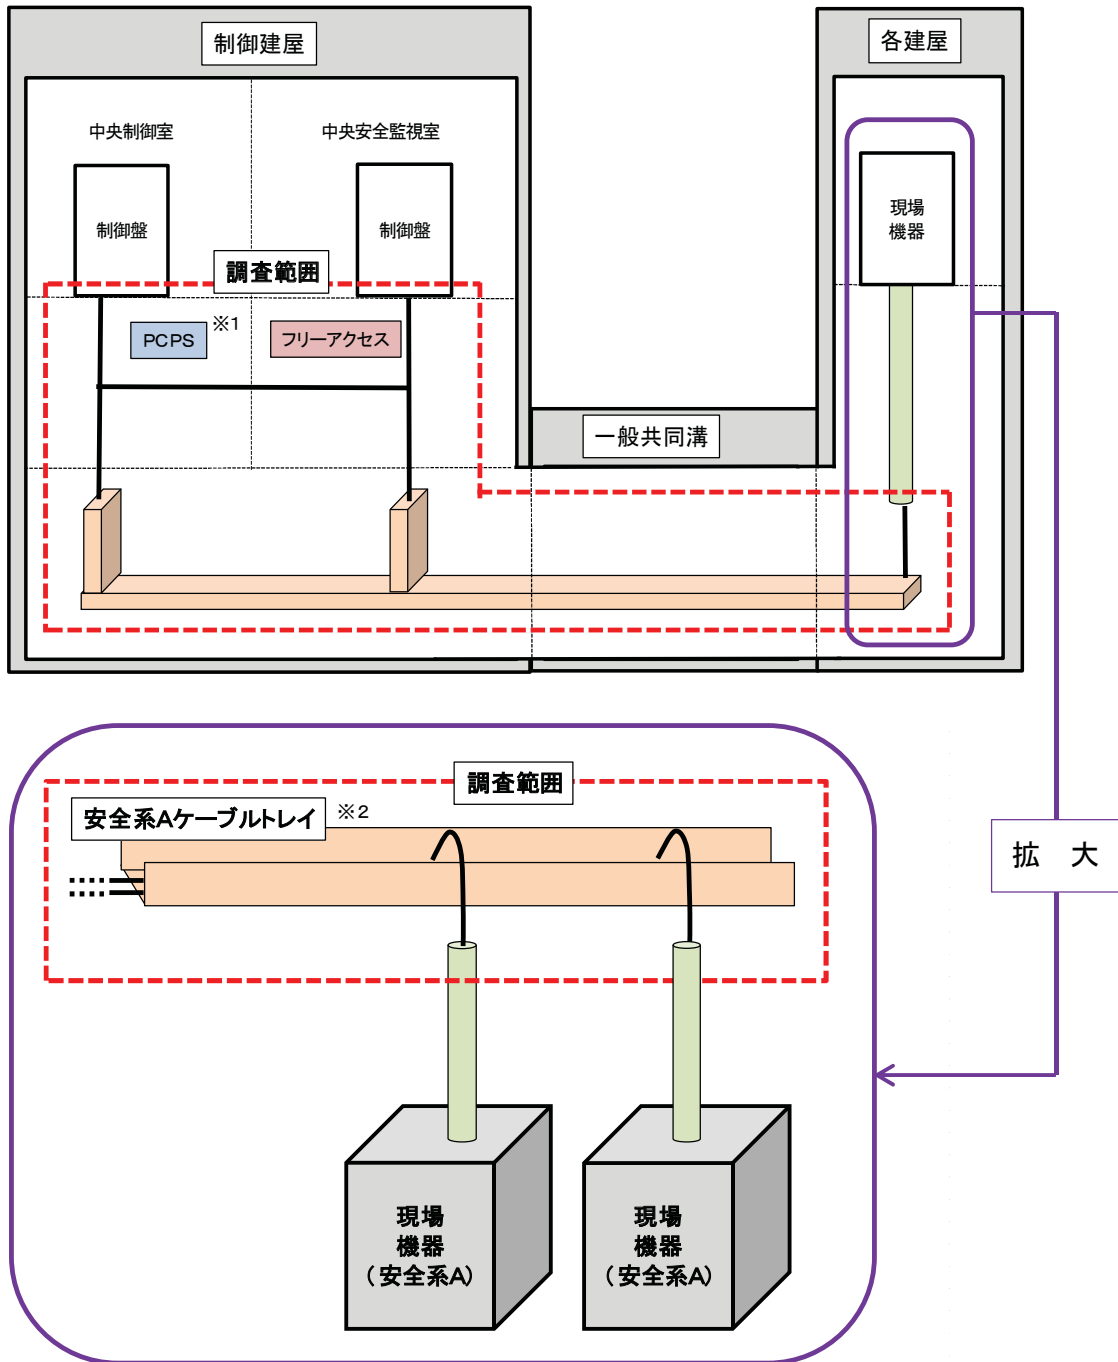 制御建屋
各建屋
中央制御室
中央安全監視室
制御盤
制御盤
現場
機器
調査範囲
PCPS ※1
フリーアクセス
一般共同溝
調査範囲
安全系Aケーブルトレイ ※2
拡 大
現場
機器
(安全系A)
現場
機器
(安全系A)